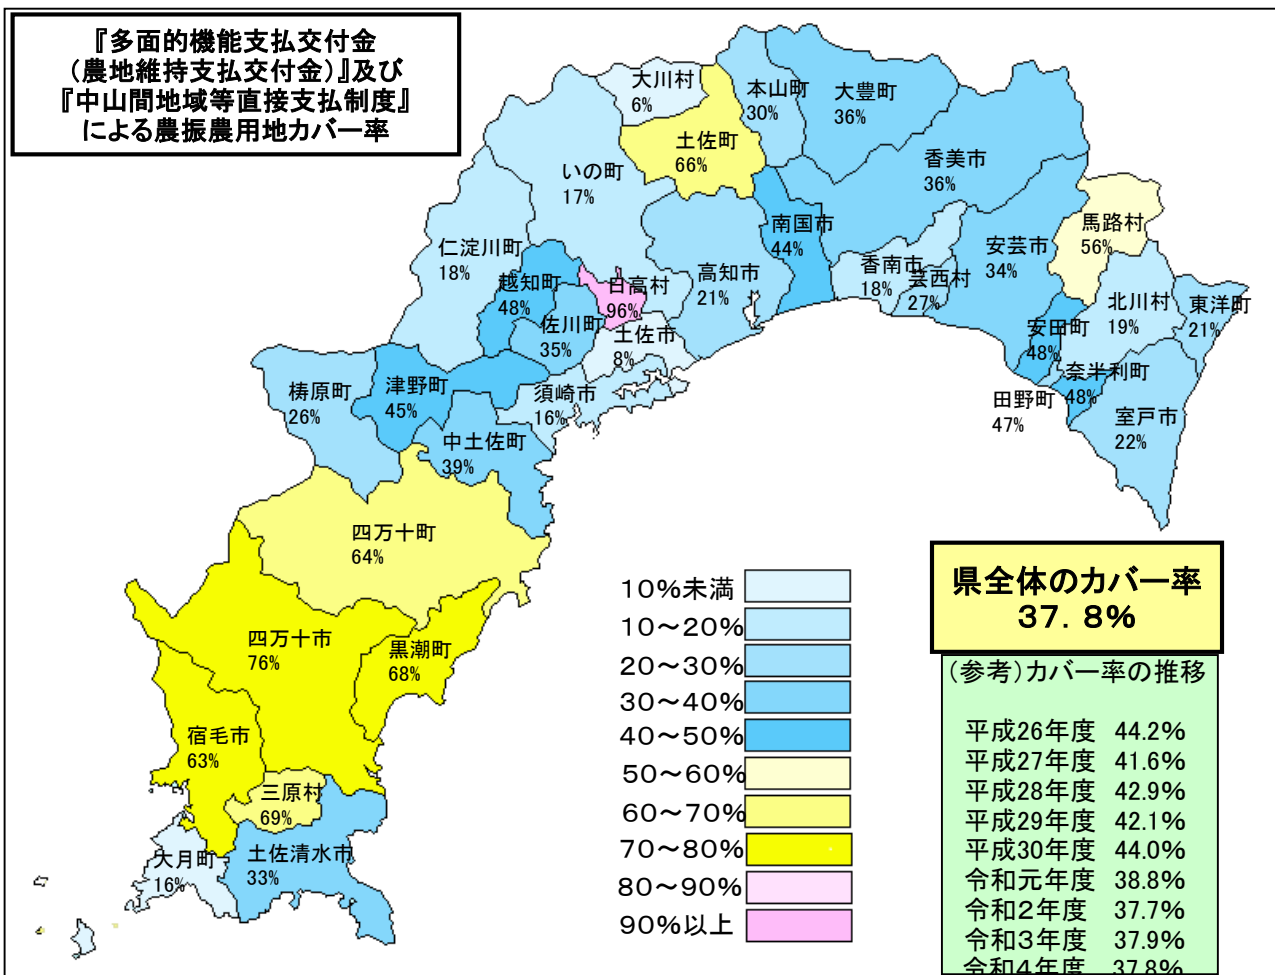 『多面的機能支払交付金
（農地維持支払交付金）』及び
『中山間地域等直接支払制度』
による農振農用地カバー率
大川村
6%
本山町
30%
大豊町
36%
土佐町
66%
香美市
36%
いの町
17%
馬路村
56%
南国市
44%
仁淀川町
18%
安芸市
34%
高知市
21%
香南市
18%
芸西村
27%
越知町
48%
日高村
96%
北川村
19%
東洋町
21%
佐川町
35%
土佐市
8%
安田町
48%
奈半利町
48%
梼原町
26%
津野町
45%
須崎市
16%
田野町
47%
室戸市
22%
中土佐町
39%
四万十町
64%
四万十市
76%
黒潮町
68%
宿毛市
63%
三原村
69%
大月町
16%
土佐清水市
33%
10%未満
10～20%
20～30%
30～40%
40～50%
50～60%
60～70%
70～80%
80～90%
90%以上
県全体のカバー率
37．8%
(参考)カバー率の推移
平成26年度 44.2%
平成27年度 41.6%
平成28年度 42.9%
平成29年度 42.1%
平成30年度 44.0%
令和元年度 38.8%
令和2年度 37.7%
令和3年度 37.9%
令和4年度 37.8%